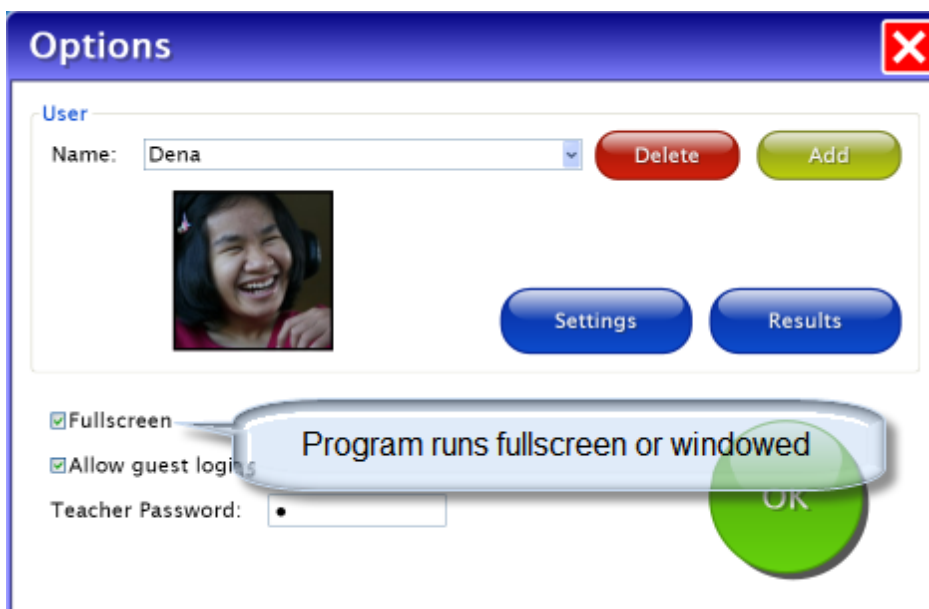 Options
User
Name: Dena Delete Add
Settings Results
Fullscreen
Program runs fullscreen or windowed
Allow guest logins
OK
Teacher Password: •